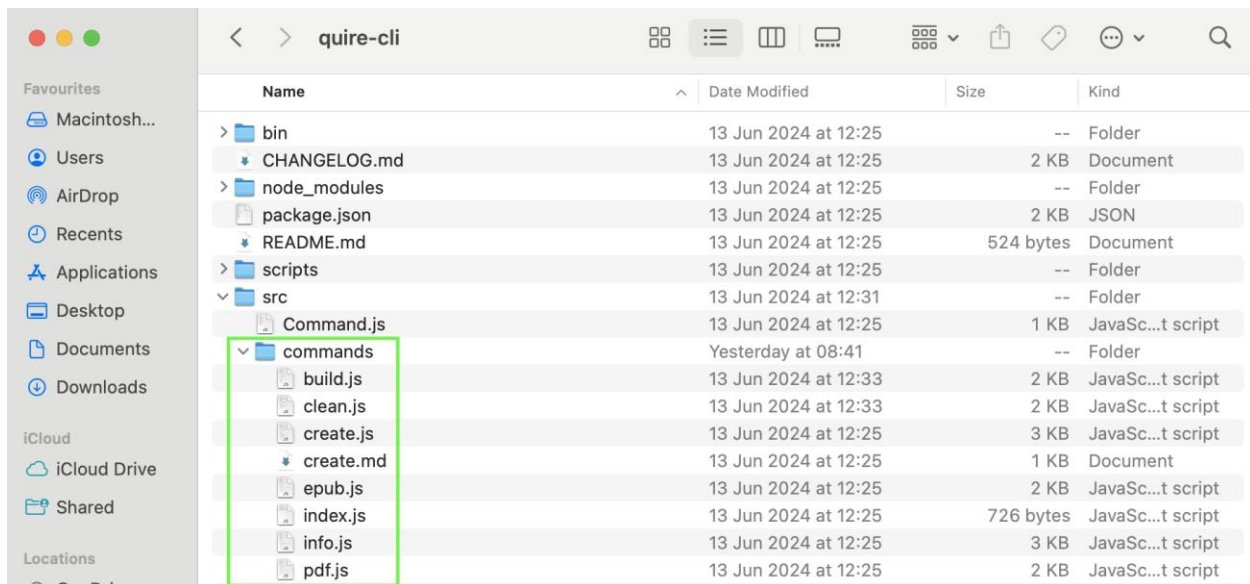 quire-cli
Favourites
Macintosh...
Users
AirDrop
Recents
Applications
Desktop
Documents
Downloads
iCloud
iCloud Drive
Shared
Locations
Name Date Modified Size Kind
bin 13 Jun 2024 at 12:25 -- Folder
CHANGELOG.md 13 Jun 2024 at 12:25 2 KB Document
node_modules 13 Jun 2024 at 12:25 -- Folder
package.json 13 Jun 2024 at 12:25 2 KB JSON
README.md 13 Jun 2024 at 12:25 524 bytes Document
scripts 13 Jun 2024 at 12:25 -- Folder
src 13 Jun 2024 at 12:31 -- Folder
Command.js 13 Jun 2024 at 12:25 1 KB JavaSc...t script
commands Yesterday at 08:41 -- Folder
build.js 13 Jun 2024 at 12:33 2 KB JavaSc...t script
clean.js 13 Jun 2024 at 12:33 2 KB JavaSc...t script
create.js 13 Jun 2024 at 12:25 3 KB JavaSc...t script
create.md 13 Jun 2024 at 12:25 1 KB Document
epub.js 13 Jun 2024 at 12:25 2 KB JavaSc...t script
index.js 13 Jun 2024 at 12:25 726 bytes JavaSc...t script
info.js 13 Jun 2024 at 12:25 3 KB JavaSc...t script
pdf.js 13 Jun 2024 at 12:25 2 KB JavaSc...t script